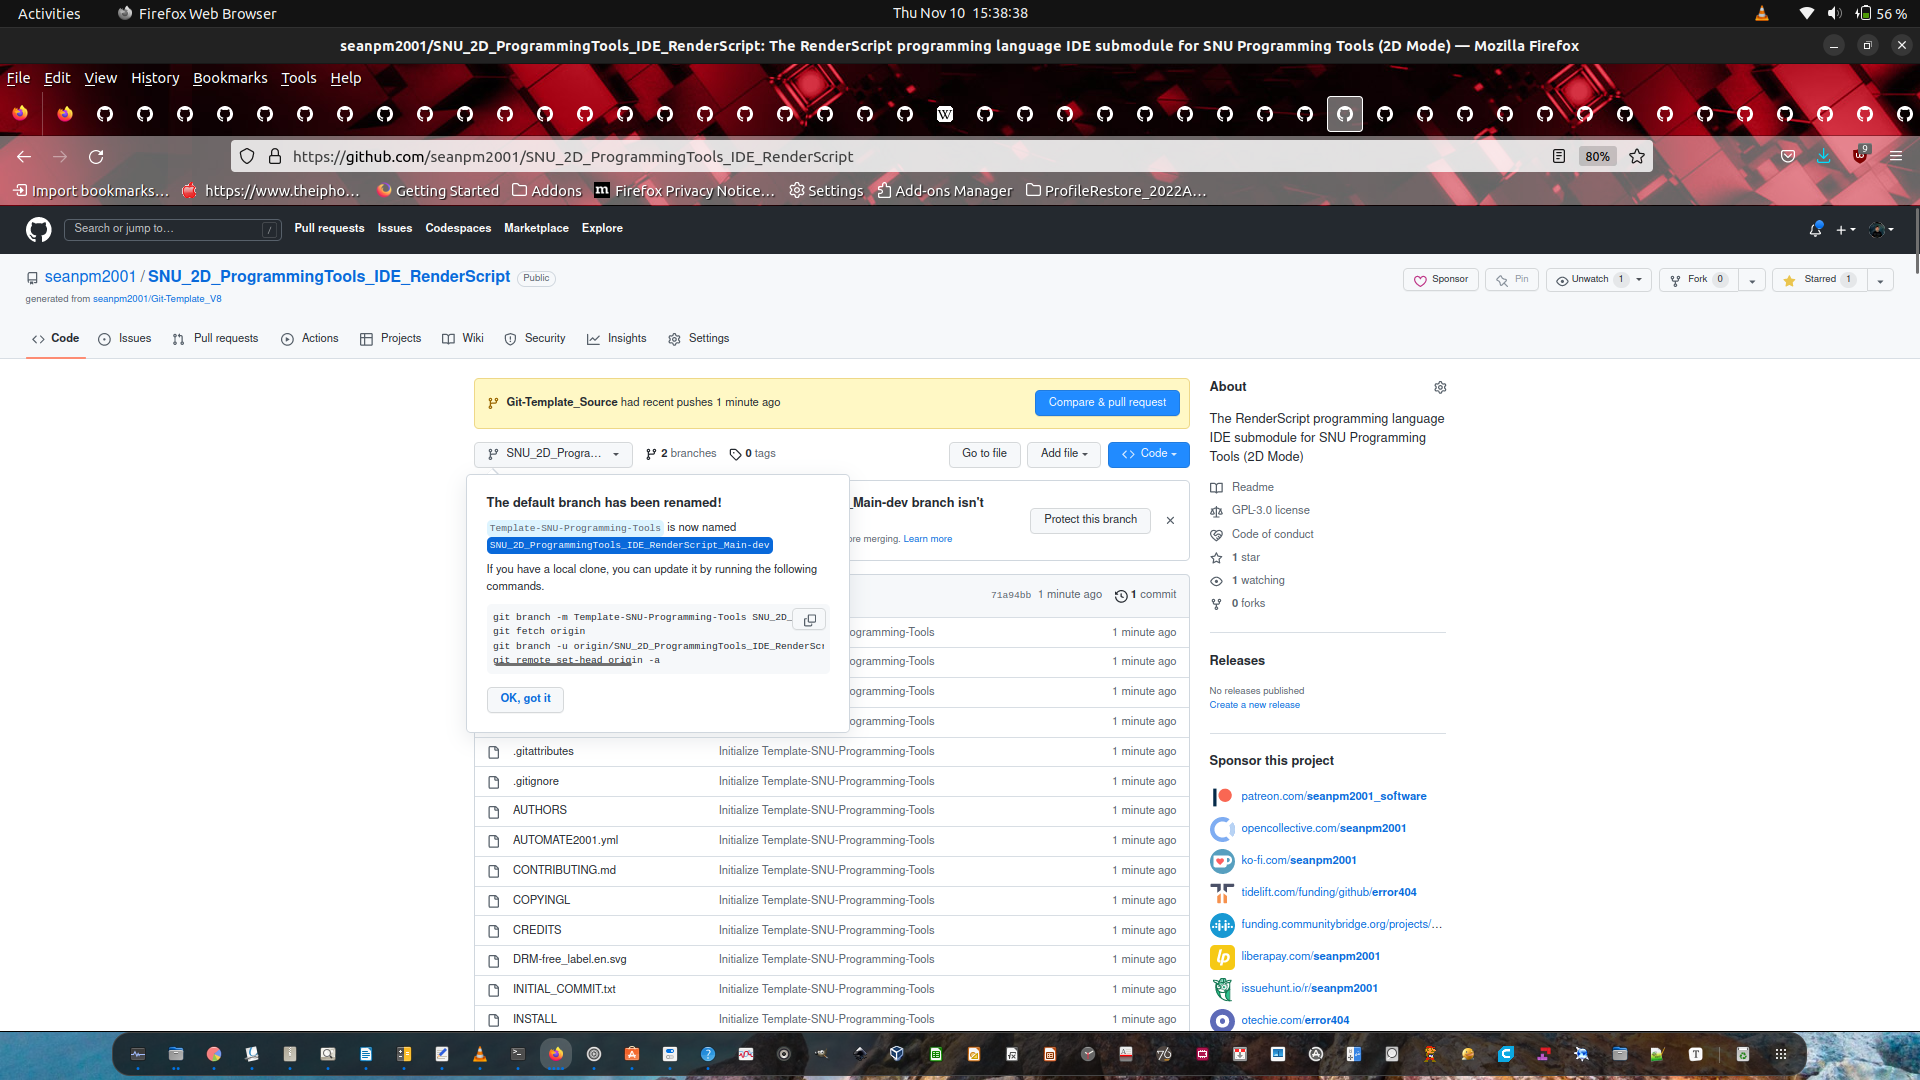 Activities
Firefox Web Browser
Thu Nov 10 15:38:38
56 %
seanpm2001/SNU_2D_ProgrammingTools_IDE_RenderScript: The RenderScript programming language IDE submodule for SNU Programming Tools (2D Mode) — Mozilla Firefox
File Edit View History Bookmarks Tools Help
https://github.com/seanpm2001/SNU_2D_ProgrammingTools_IDE_RenderScript
80%
9
Import bookmarks…
https://www.theipho…
Getting Started
Addons
Firefox Privacy Notice…
Settings
Add-ons Manager
ProfileRestore_2022A…
Search or jump to…
/
Pull requests
Issues
Codespaces
Marketplace
Explore
seanpm2001 / SNU_2D_ProgrammingTools_IDE_RenderScript
Public
generated from seanpm2001/Git-Template_V8
Sponsor
Pin
Unwatch 1
Fork 0
Starred 1
Code
Issues
Pull requests
Actions
Projects
Wiki
Security
Insights
Settings
Git-Template_Source had recent pushes 1 minute ago
Compare & pull request
SNU_2D_Progra…
2 branches
0 tags
Go to file
Add file
Code
The default branch has been renamed!
Template-SNU-Programming-Tools is now named
SNU_2D_ProgrammingTools_IDE_RenderScript_Main-dev
If you have a local clone, you can update it by running the following
commands.
git branch -m Template-SNU-Programming-Tools SNU_2D_
git fetch origin
git branch -u origin/SNU_2D_ProgrammingTools_IDE_RenderScr
git remote set-head origin -a
OK, got it
_Main-dev branch isn't
ore merging. Learn more
Protect this branch
71a94bb 1 minute ago
1 commit
ogramming-Tools 1 minute ago
ogramming-Tools 1 minute ago
ogramming-Tools 1 minute ago
ogramming-Tools 1 minute ago
.gitattributes Initialize Template-SNU-Programming-Tools 1 minute ago
.gitignore Initialize Template-SNU-Programming-Tools 1 minute ago
AUTHORS Initialize Template-SNU-Programming-Tools 1 minute ago
AUTOMATE2001.yml Initialize Template-SNU-Programming-Tools 1 minute ago
CONTRIBUTING.md Initialize Template-SNU-Programming-Tools 1 minute ago
COPYINGL Initialize Template-SNU-Programming-Tools 1 minute ago
CREDITS Initialize Template-SNU-Programming-Tools 1 minute ago
DRM-free_label.en.svg Initialize Template-SNU-Programming-Tools 1 minute ago
INITIAL_COMMIT.txt Initialize Template-SNU-Programming-Tools 1 minute ago
INSTALL Initialize Template-SNU-Programming-Tools 1 minute ago
About
The RenderScript programming language
IDE submodule for SNU Programming
Tools (2D Mode)
Readme
GPL-3.0 license
Code of conduct
1 star
1 watching
0 forks
Releases
No releases published
Create a new release
Sponsor this project
patreon.com/seanpm2001_software
opencollective.com/seanpm2001
ko-fi.com/seanpm2001
tidelift.com/funding/github/error404
funding.communitybridge.org/projects/…
liberapay.com/seanpm2001
issuehunt.io/r/seanpm2001
otechie.com/error404